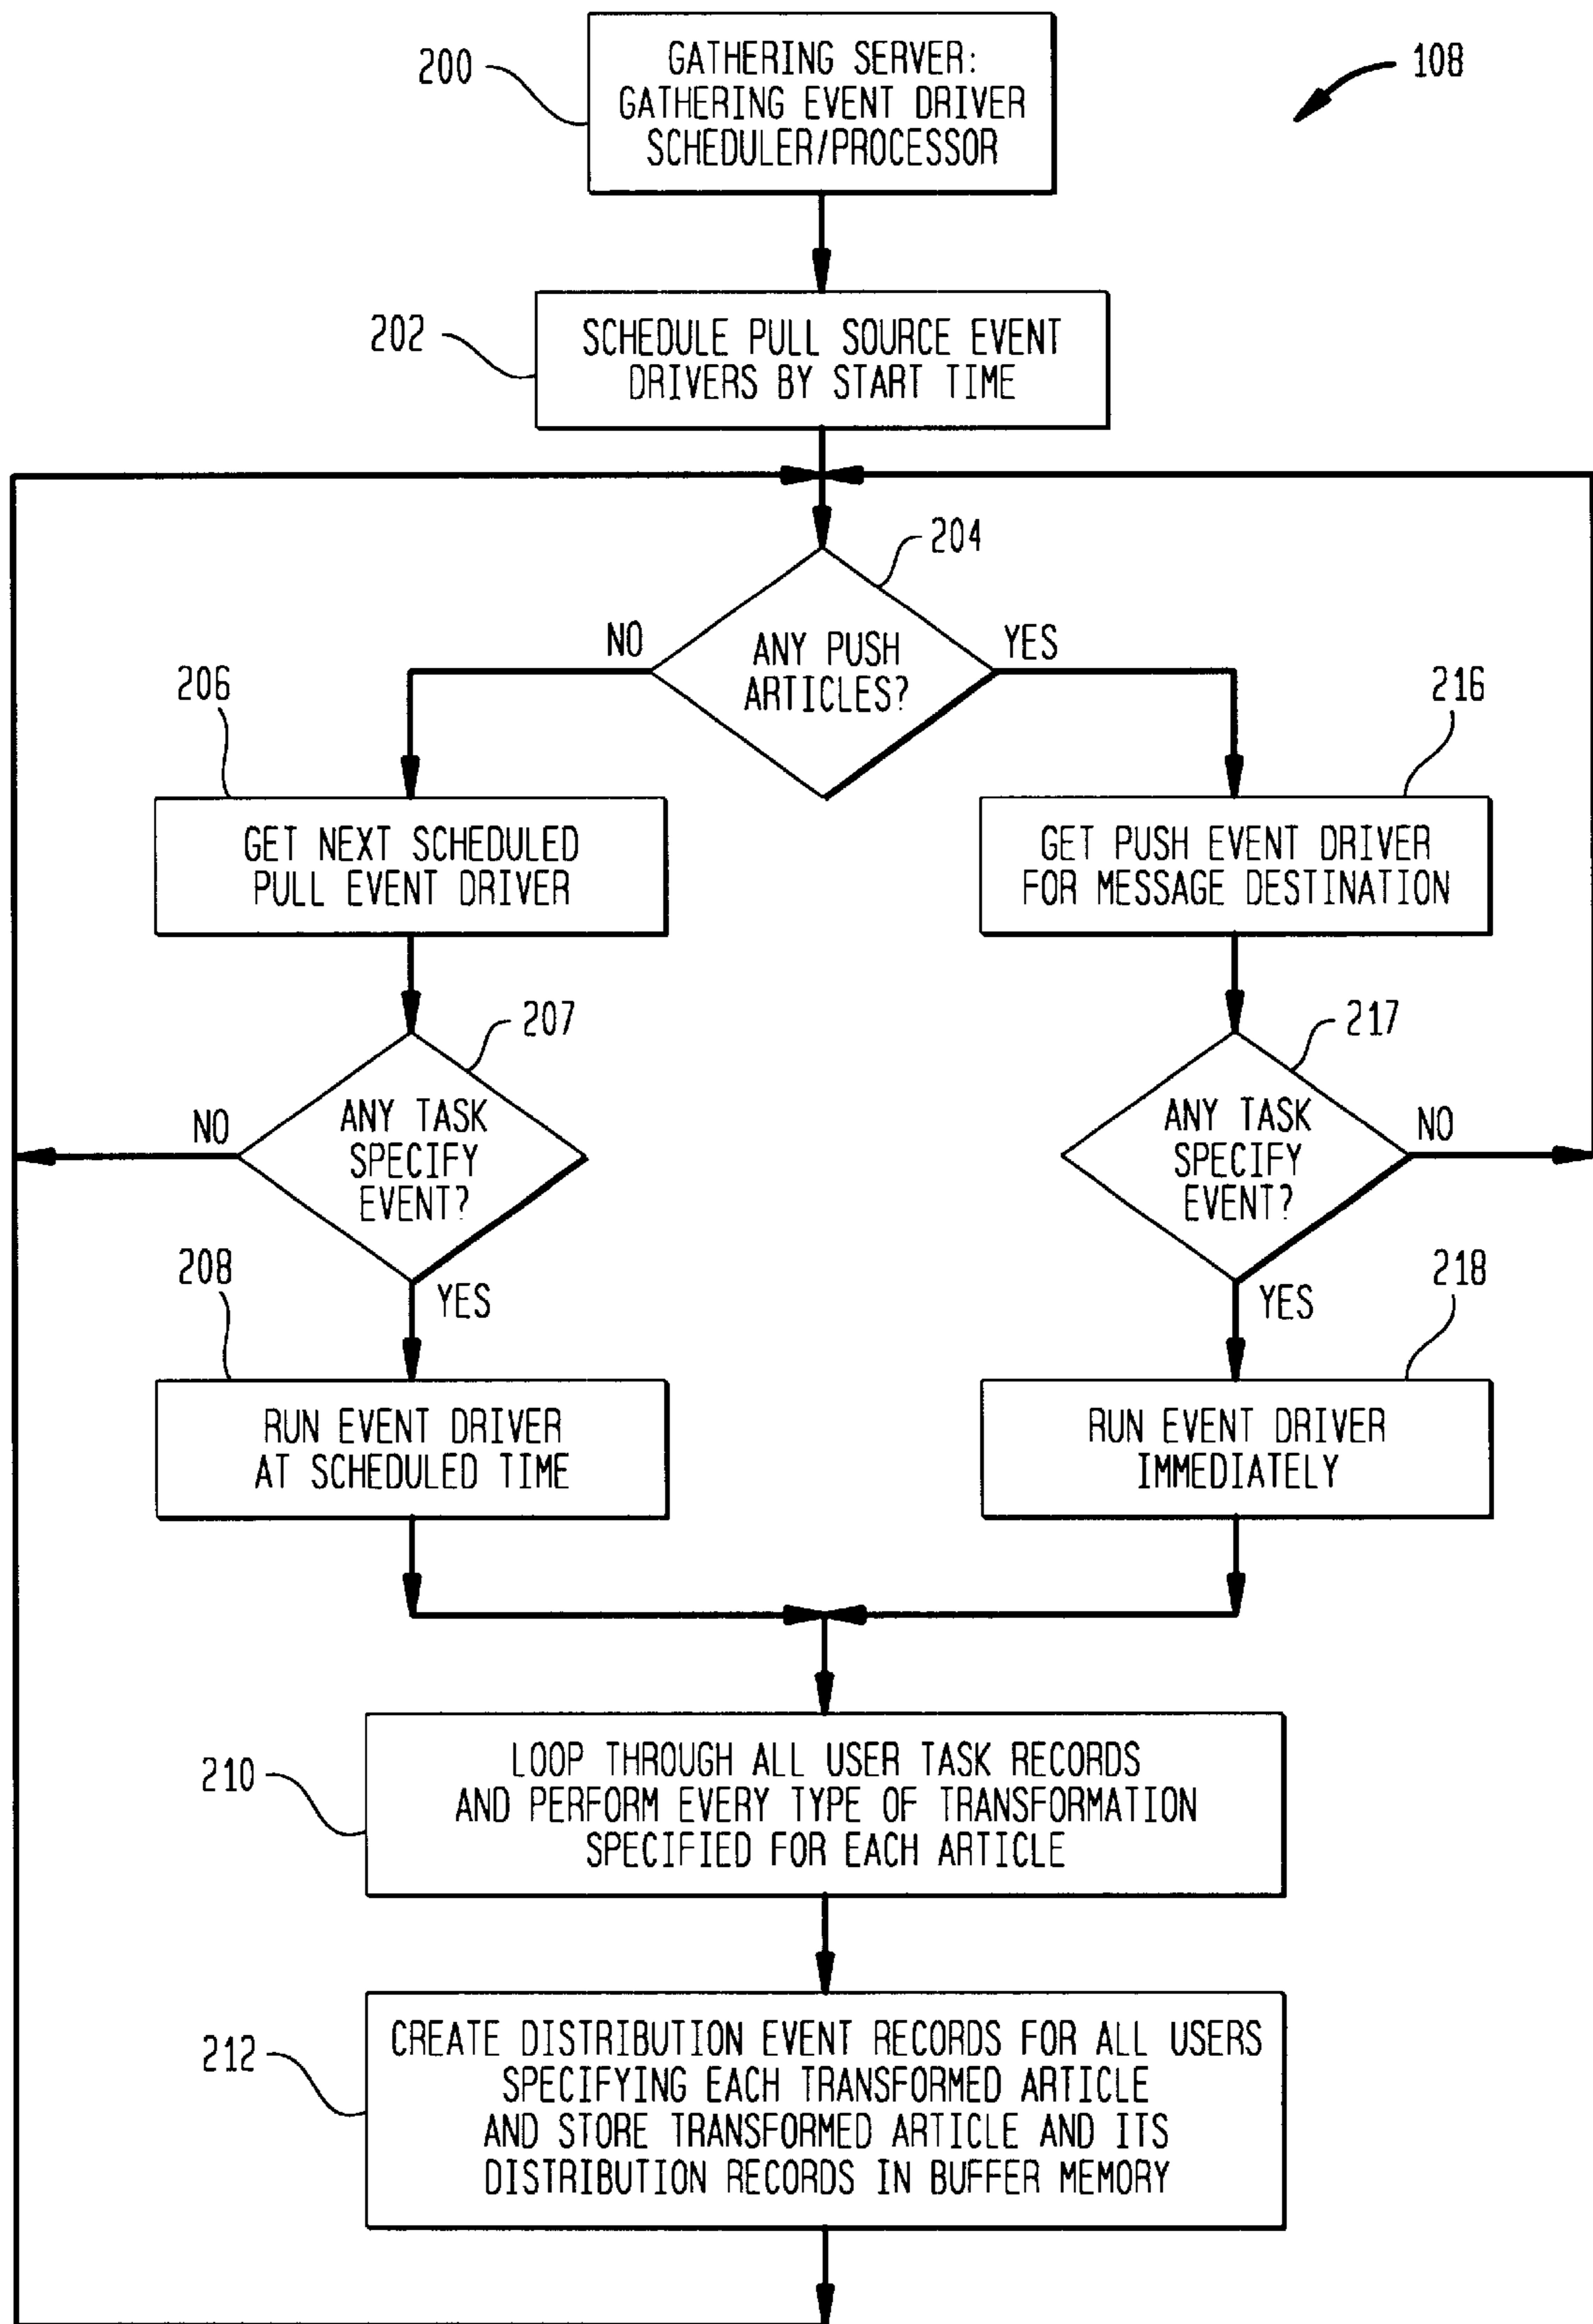 200
GATHERING SERVER:
GATHERING EVENT DRIVER
SCHEDULER/PROCESSOR
108
202
SCHEDULE PULL SOURCE EVENT
DRIVERS BY START TIME
204
NO
ANY PUSH
ARTICLES?
YES
206
216
GET NEXT SCHEDULED
PULL EVENT DRIVER
GET PUSH EVENT DRIVER
FOR MESSAGE DESTINATION
207
217
NO
ANY TASK
SPECIFY
EVENT?
ANY TASK
SPECIFY
EVENT?
NO
208
YES
218
YES
RUN EVENT DRIVER
AT SCHEDULED TIME
RUN EVENT DRIVER
IMMEDIATELY
210
LOOP THROUGH ALL USER TASK RECORDS
AND PERFORM EVERY TYPE OF TRANSFORMATION
SPECIFIED FOR EACH ARTICLE
212
CREATE DISTRIBUTION EVENT RECORDS FOR ALL USERS
SPECIFYING EACH TRANSFORMED ARTICLE
AND STORE TRANSFORMED ARTICLE AND ITS
DISTRIBUTION RECORDS IN BUFFER MEMORY